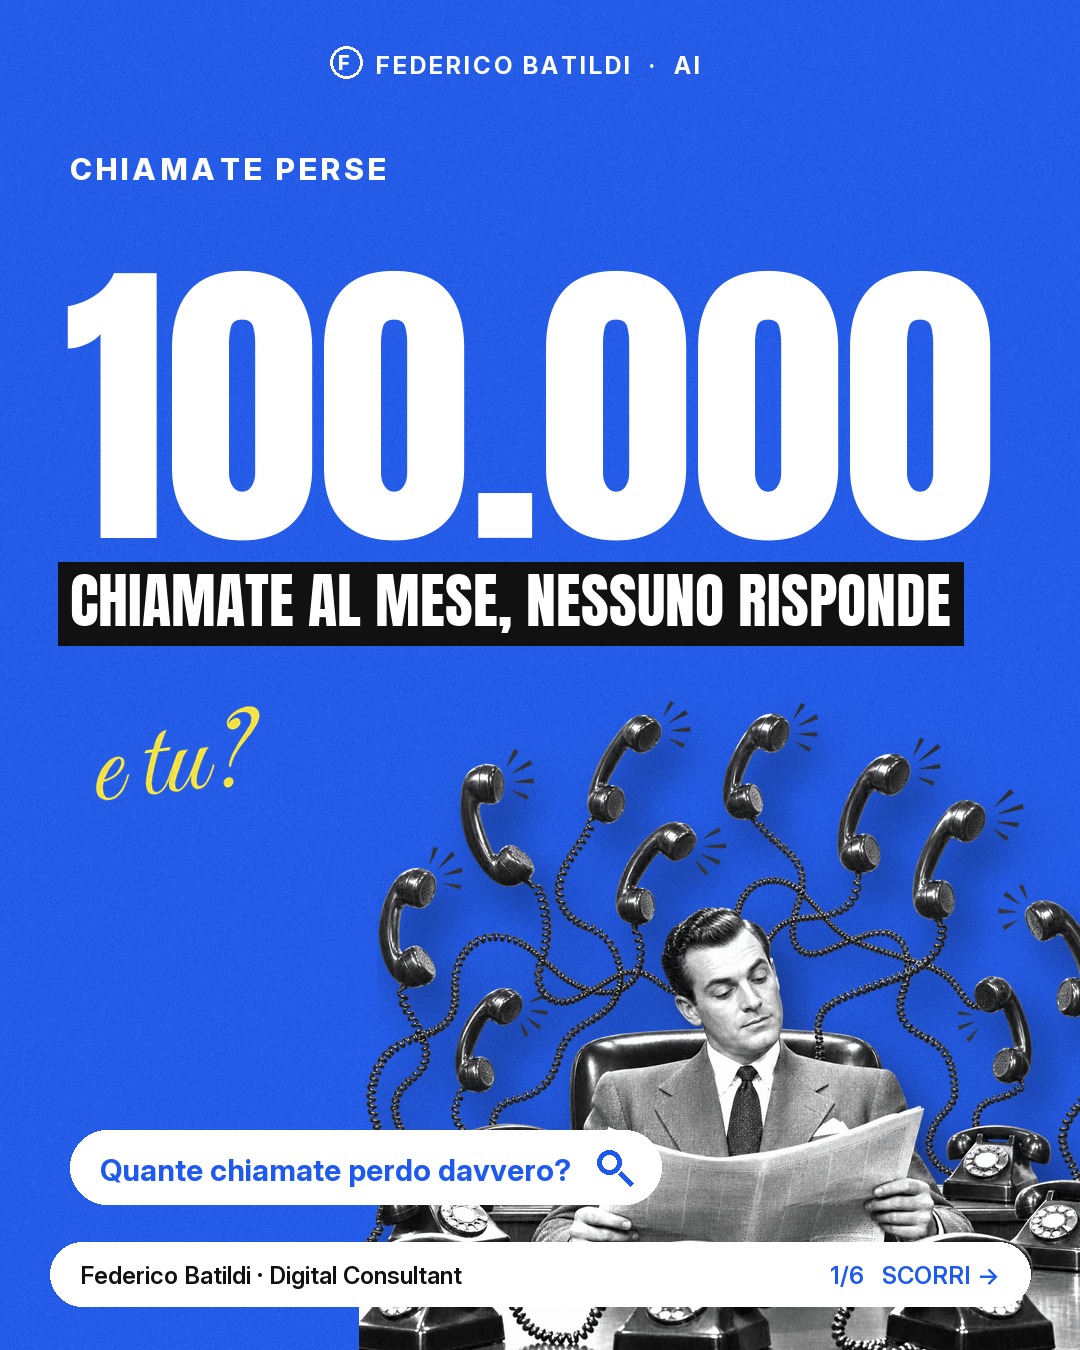 F FEDERICO BATILDI · AI
CHIAMATE PERSE
100.000
CHIAMATE AL MESE, NESSUNO RISPONDE
e tu?
Quante chiamate perdo davvero?
Federico Batildi · Digital Consultant
1/6 SCORRI →